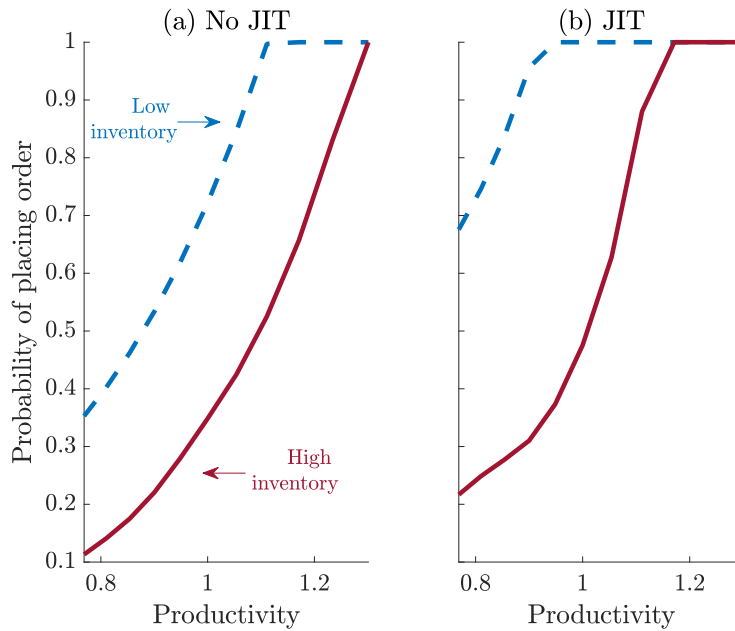 (a) No JIT
(b) JIT
Probability of placing order
1
0.9
0.8
0.7
0.6
0.5
0.4
0.3
0.2
0.1
Low
inventory
High
inventory
0.8
1
1.2
Productivity
0.8
1
1.2
Productivity